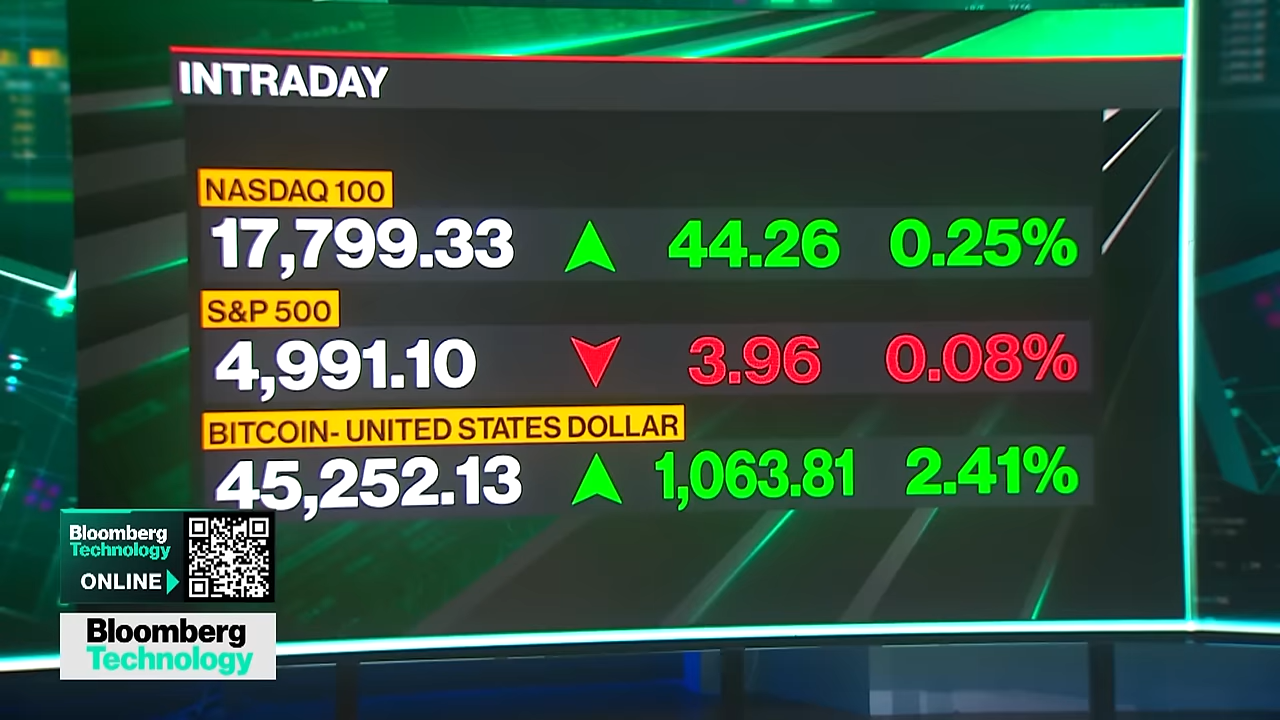 INTRADAY
NASDAQ 100
17,799.33 ▲ 44.26 0.25%
S&P 500
4,991.10 ▼ 3.96 0.08%
BITCOIN- UNITED STATES DOLLAR
45,252.13 ▲ 1,063.81 2.41%
Bloomberg
Technology
ONLINE
Bloomberg
Technology